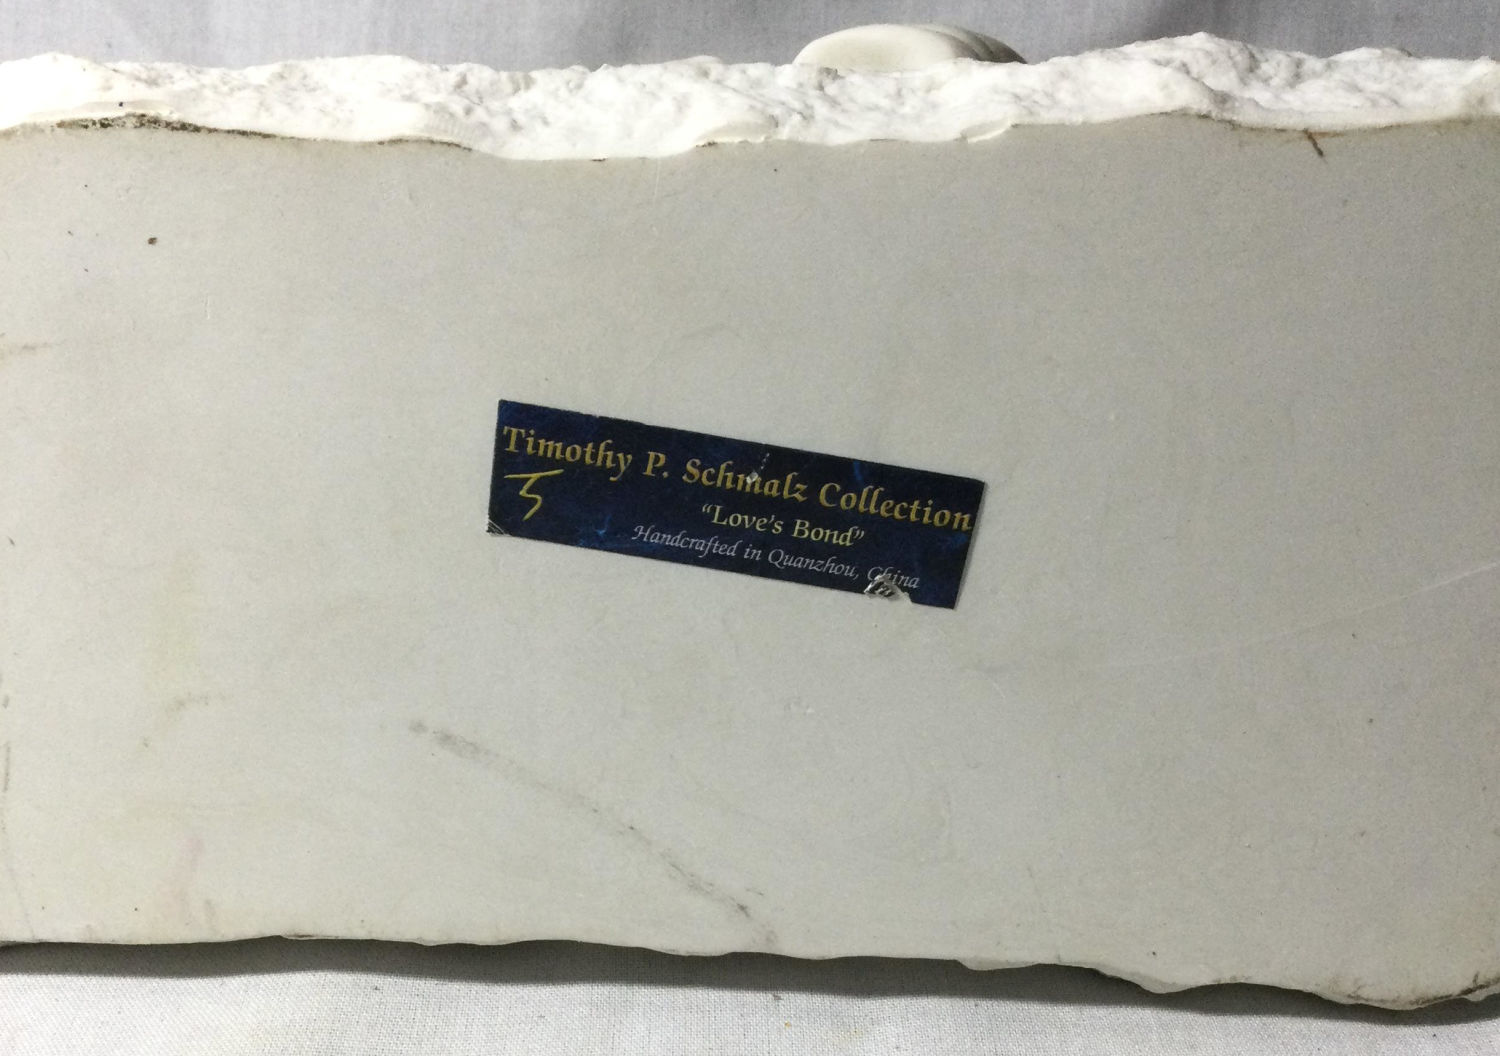 Timothy P. Schmalz Collection
“Love’s Bond”
Handcrafted in Quanzhou, China